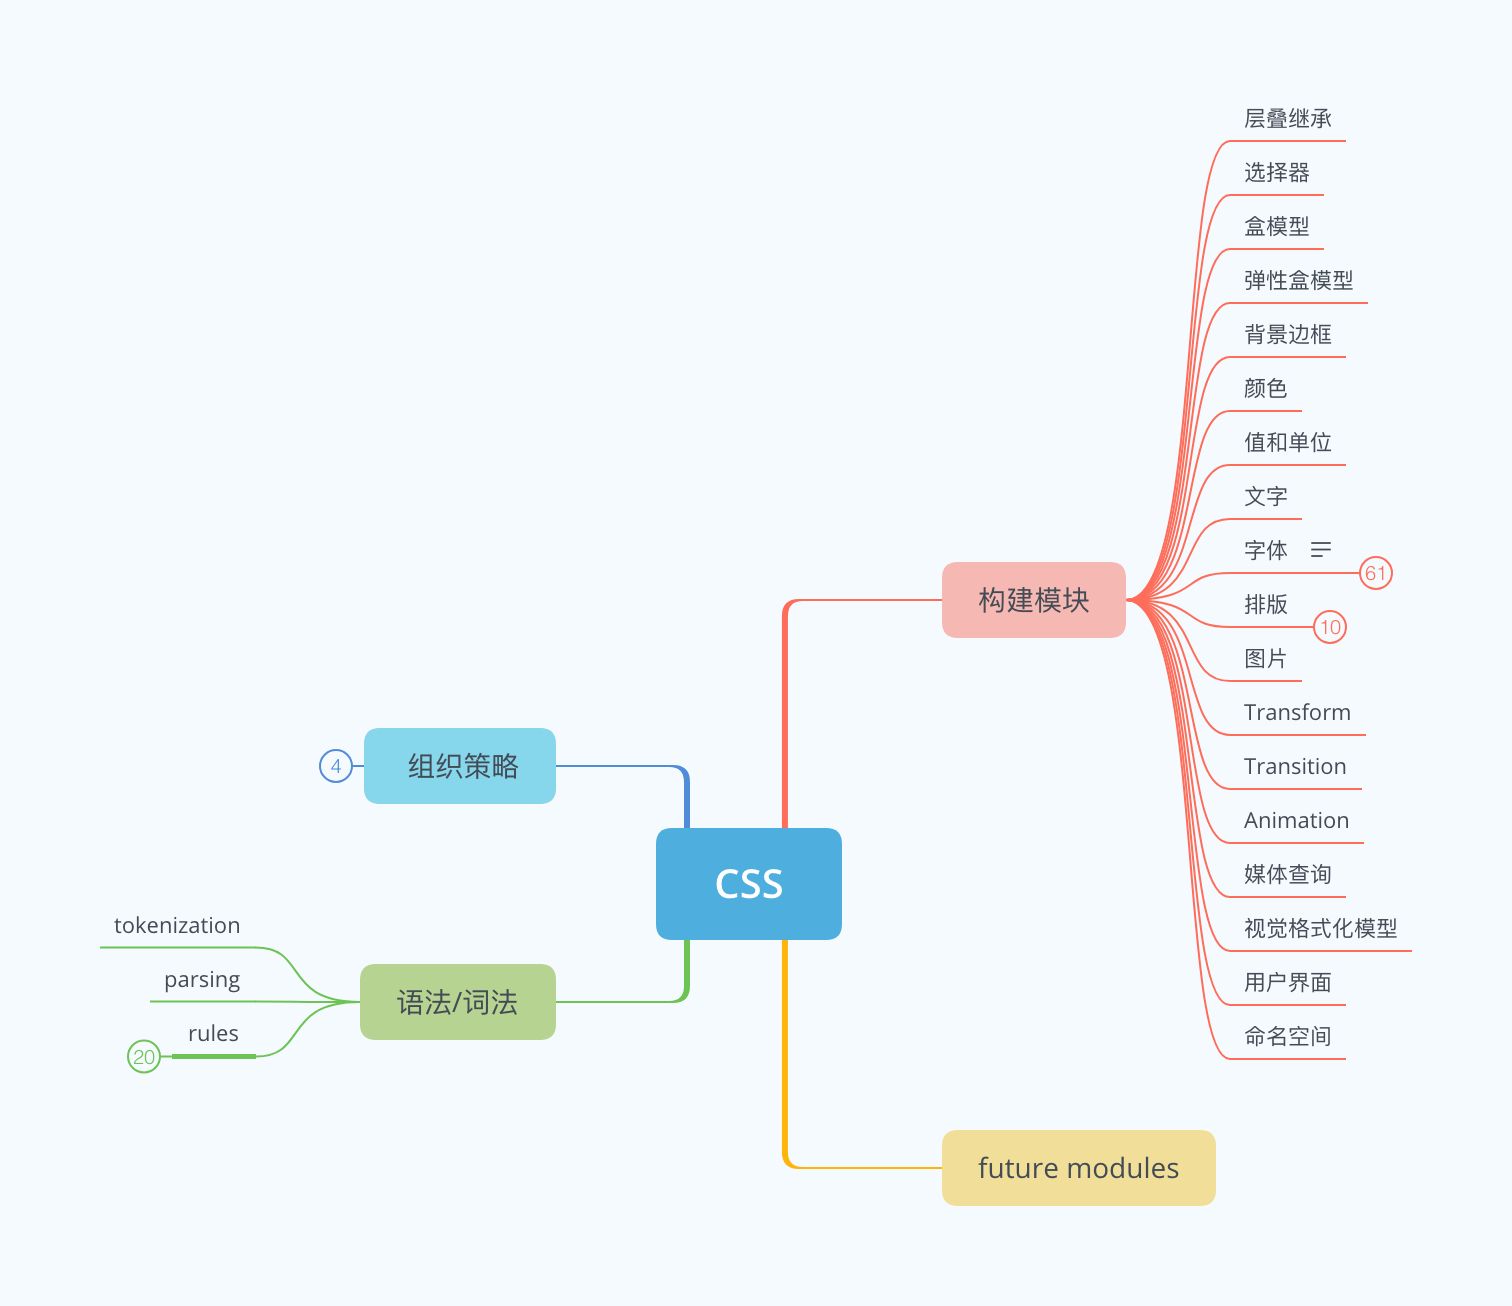 CSS
构建模块
层叠继承
选择器
盒模型
弹性盒模型
背景边框
颜色
值和单位
文字
字体
61
排版
10
图片
Transform
Transition
Animation
媒体查询
视觉格式化模型
用户界面
命名空间
future modules
组织策略
4
语法/词法
tokenization
parsing
rules
20